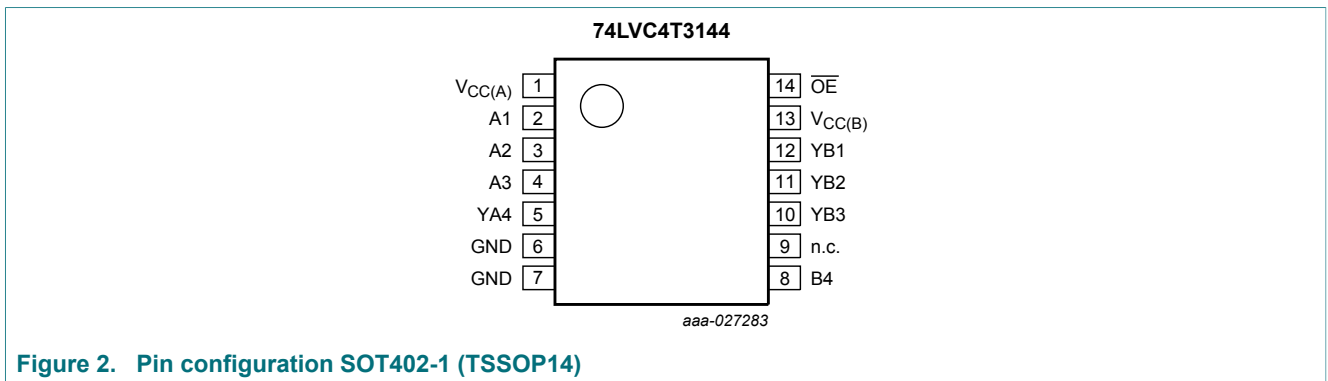 74LVC4T3144
VCC(A) 1 14 OE
A1 2 13 VCC(B)
A2 3 12 YB1
A3 4 11 YB2
YA4 5 10 YB3
GND 6 9 n.c.
GND 7 8 B4
aaa-027283
Figure 2. Pin configuration SOT402-1 (TSSOP14)